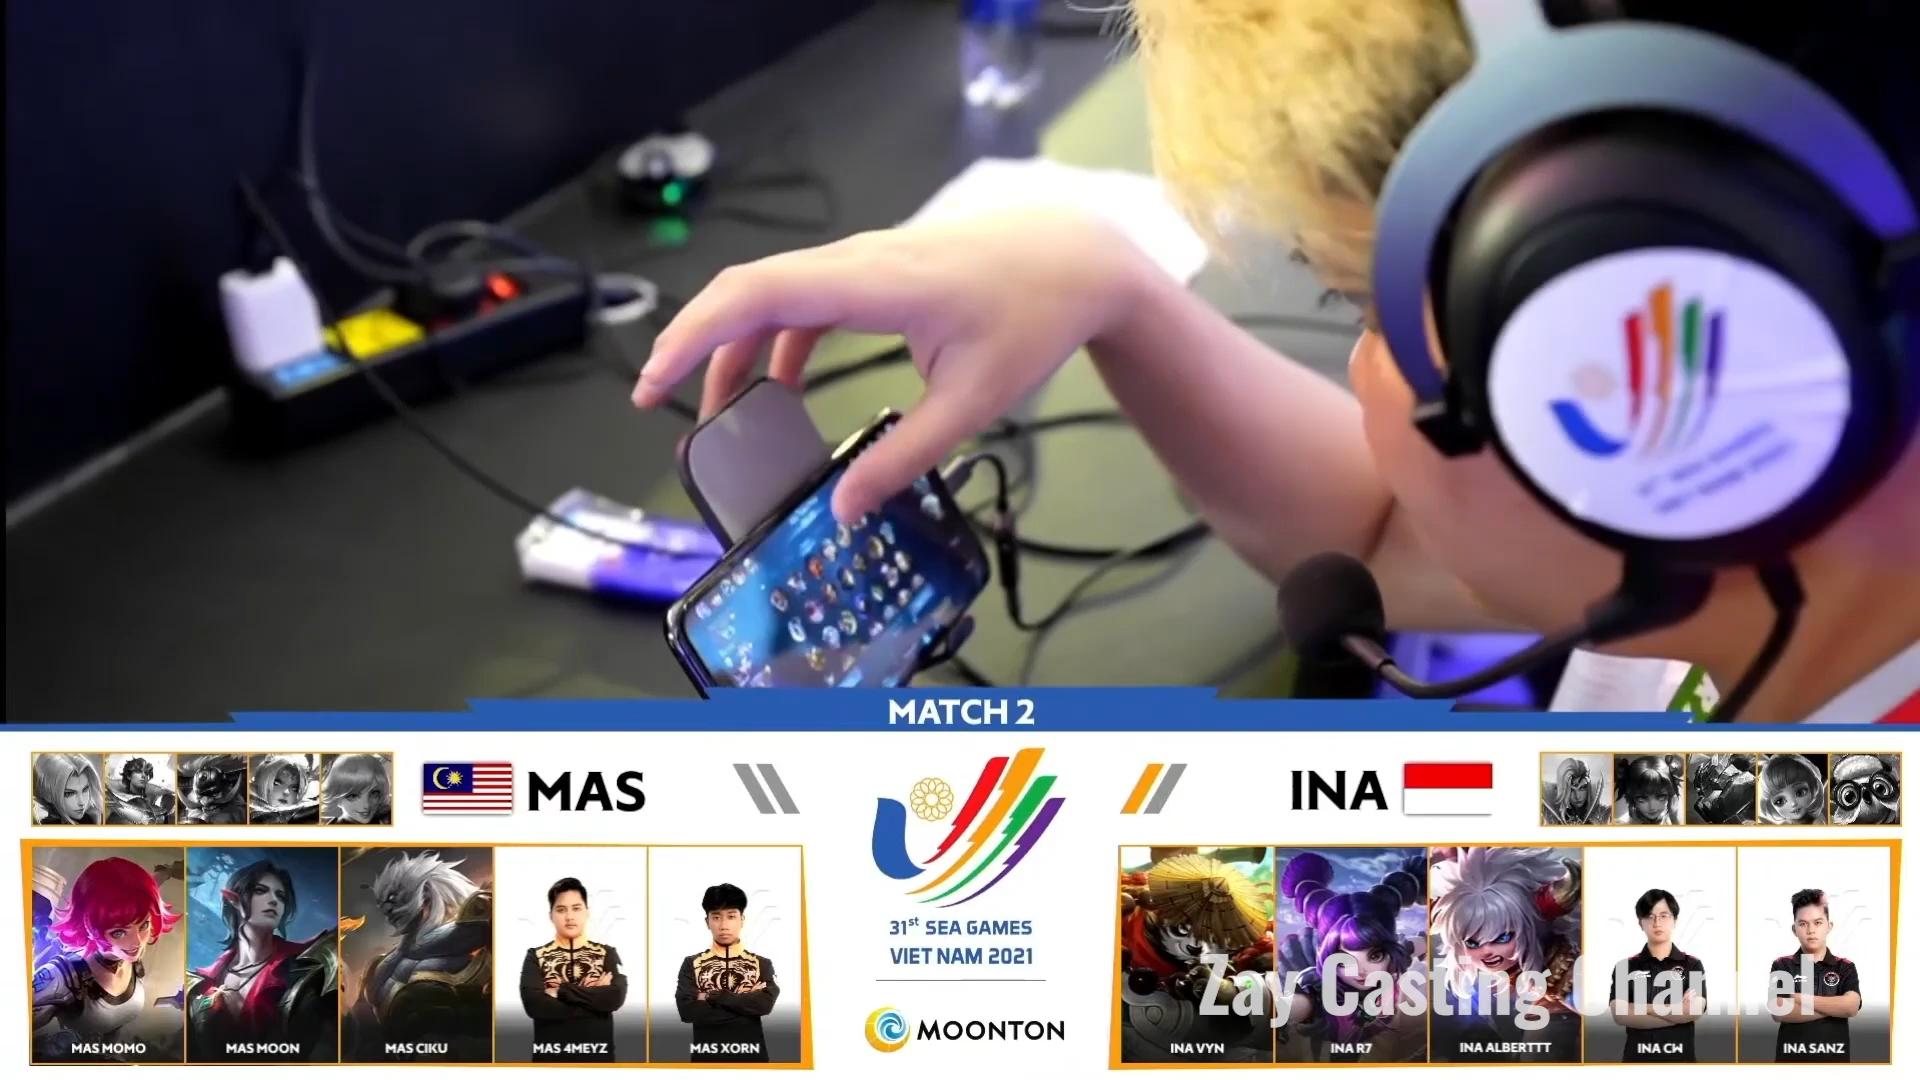 MATCH 2
MAS
INA
31st SEA GAMES
VIET NAM 2021
MOONTON
Zay Casting Channel
MAS MOMO
MAS MOON
MAS CIKU
MAS 4MEYZ
MAS XORN
INA VYN
INA R7
INA ALBERTTT
INA CW
INA SANZ